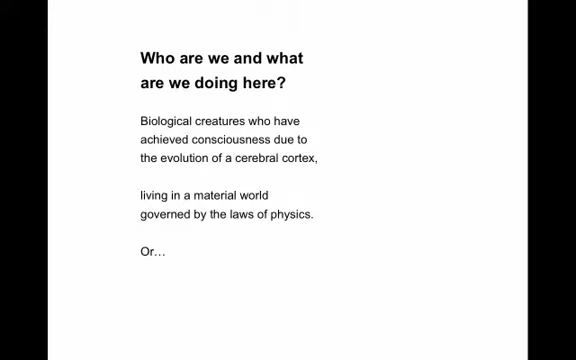 Who are we and what
are we doing here?
Biological creatures who have
achieved consciousness due to
the evolution of a cerebral cortex,
living in a material world
governed by the laws of physics.
Or…